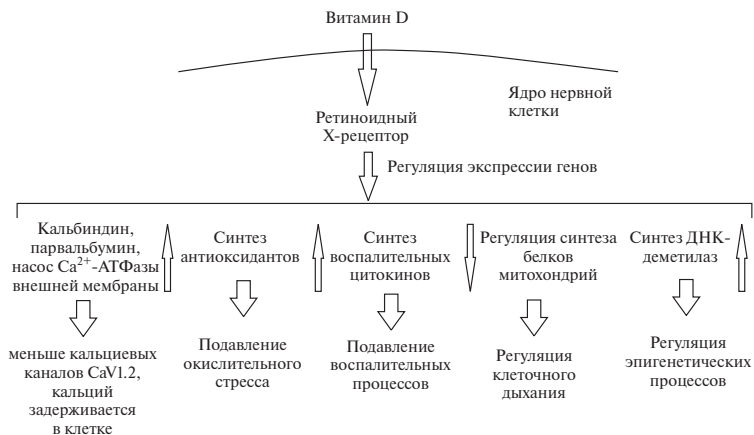 Витамин D
Ядро нервной
клетки
Ретиноидный
Х-рецептор
Регуляция экспрессии генов
Кальбиндин,
парвальбумин,
насос Ca²⁺-АТФазы
внешней мембраны
Синтез
антиоксидантов
Синтез
воспалительных
цитокинов
Регуляция синтеза
белков
митохондрий
Синтез ДНК-
деметилаз
меньше кальциевых
каналов CaV1.2,
кальций
задерживается
в клетке
Подавление
окислительного
стресса
Подавление
воспалительных
процессов
Регуляция
клеточного
дыхания
Регуляция
эпигенетических
процессов